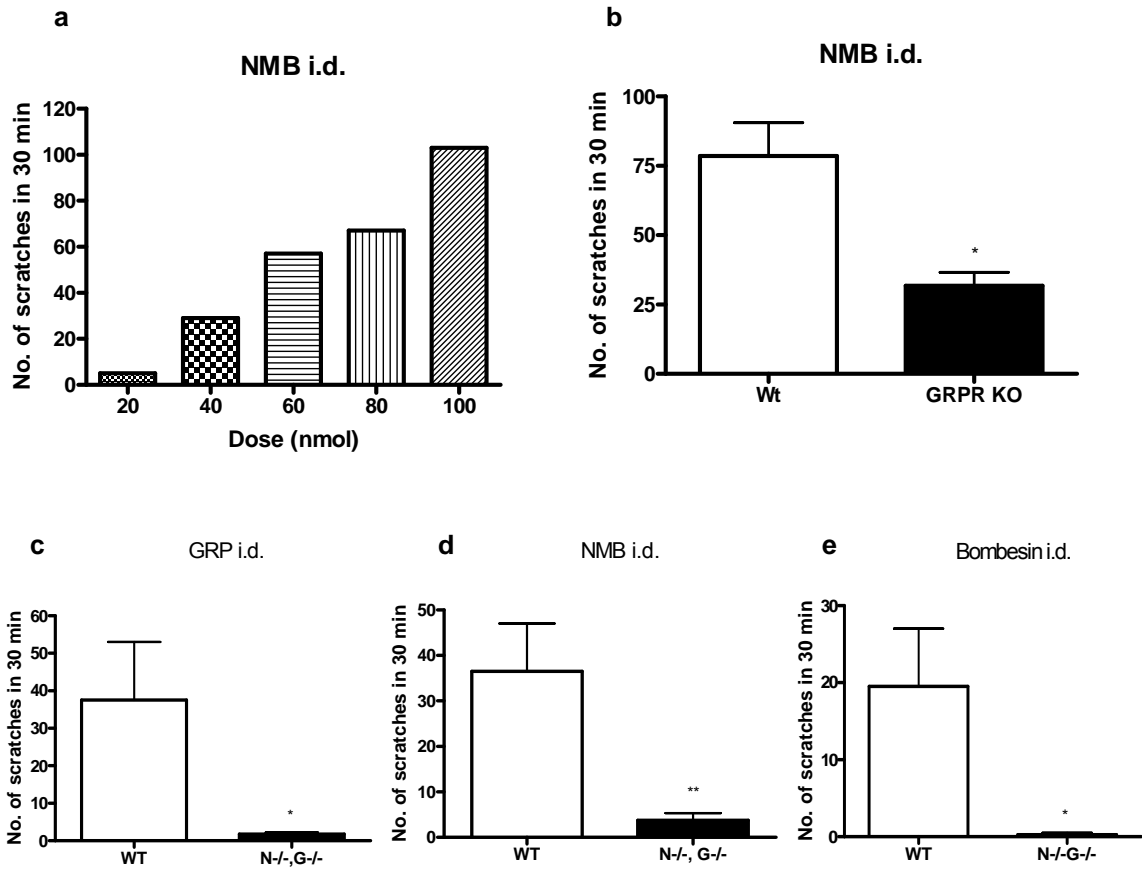 a
NMB i.d.
No. of scratches in 30 min
120
100
80
60
40
20
0
20 40 60 80 100
Dose (nmol)
b
NMB i.d.
No. of scratches in 30 min
100
75
50
25
0
*
Wt GRPR KO
c
GRP i.d.
No. of scratches in 30 min
60
50
40
30
20
10
0
*
WT N-/-,G-/-
d
NMB i.d.
No. of scratches in 30 min
50
40
30
20
10
0
**
WT N-/-, G-/-
e
Bombesin i.d.
No. of scratches in 30 min
30
20
10
0
*
WT N-/-G-/-